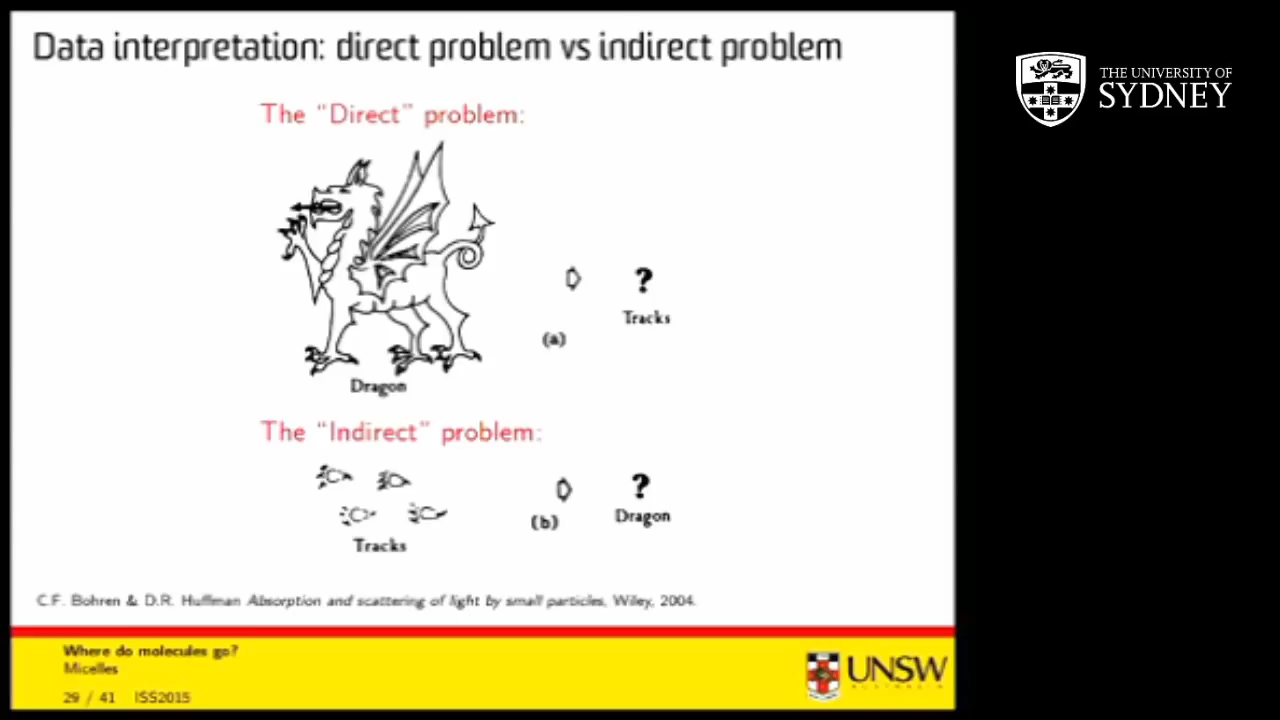 Data interpretation: direct problem vs indirect problem
THE UNIVERSITY OF
SYDNEY
The “Direct” problem:
?
Tracks
(a)
Dragon
The “Indirect” problem:
?
(b)
Dragon
Tracks
C.F. Bohren & D.R. Huffman Absorption and scattering of light by small particles, Wiley, 2004.
Where do molecules go?
Micelles
UNSW
AUSTRALIA
29 / 41 ISS2015